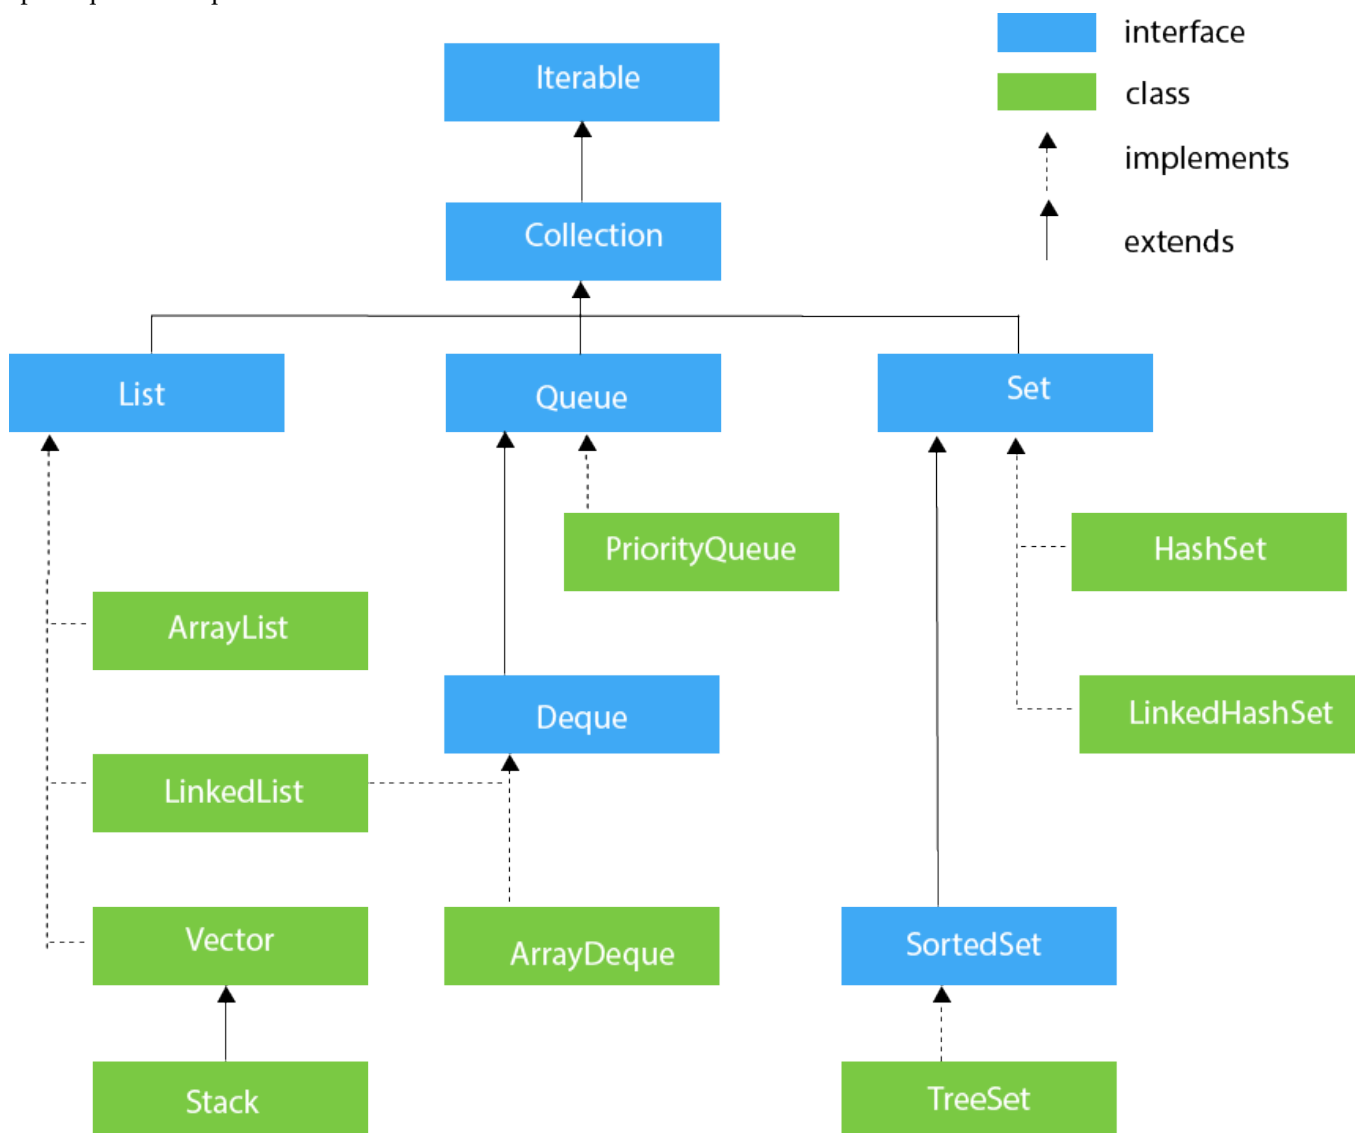 interface
Iterable
class
implements
Collection
extends
List
Queue
Set
PriorityQueue
HashSet
ArrayList
Deque
LinkedHashSet
LinkedList
Vector
ArrayDeque
SortedSet
Stack
TreeSet